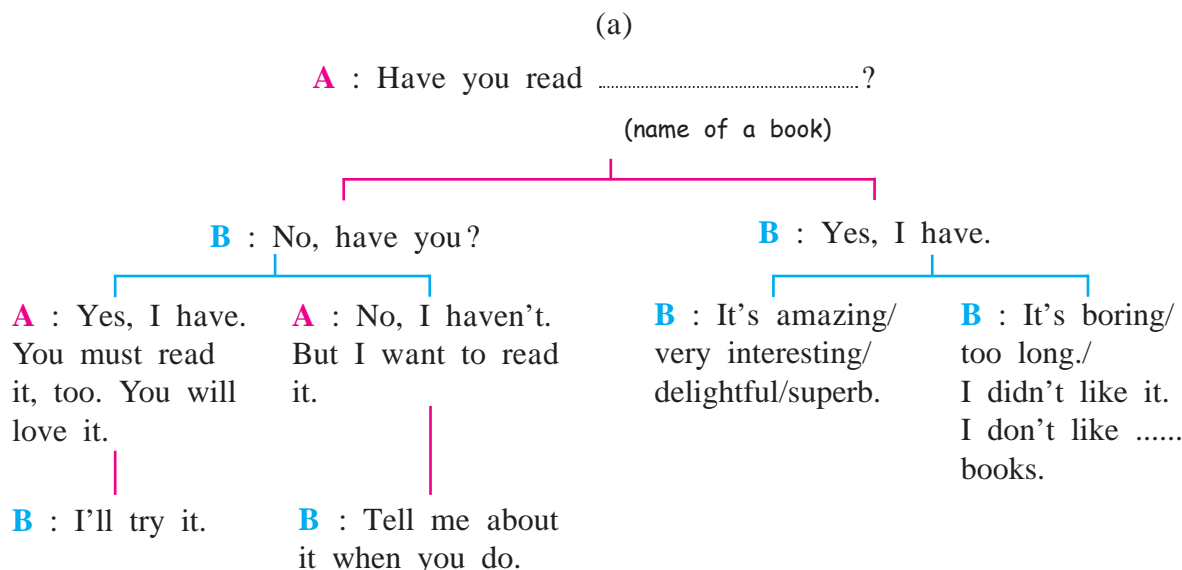 (a)
A : Have you read ..............................................?
(name of a book)
B : No, have you?
B : Yes, I have.
A : Yes, I have.
You must read
it, too. You will
love it.
A : No, I haven't.
But I want to read
it.
B : It's amazing/
very interesting/
delightful/superb.
B : It's boring/
too long./
I didn't like it.
I don't like ......
books.
B : I'll try it.
B : Tell me about
it when you do.